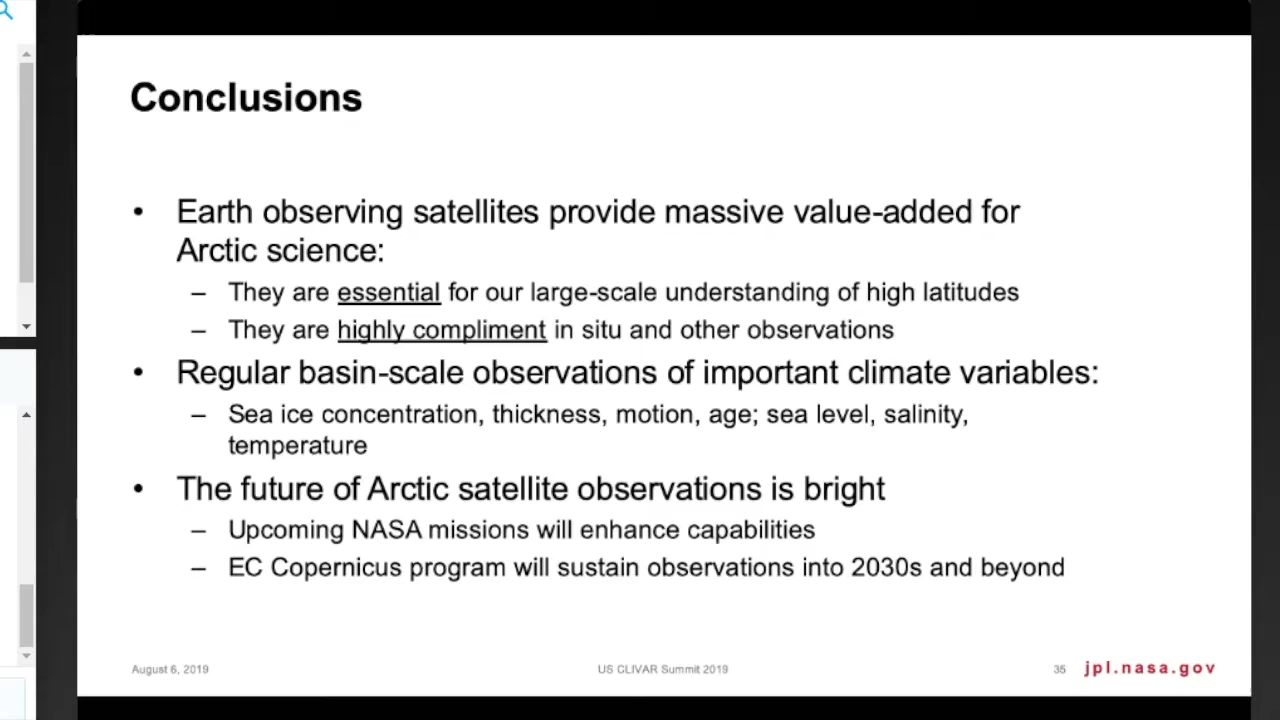 Conclusions
• Earth observing satellites provide massive value-added for
Arctic science:
– They are essential for our large-scale understanding of high latitudes
– They are highly compliment in situ and other observations
• Regular basin-scale observations of important climate variables:
– Sea ice concentration, thickness, motion, age; sea level, salinity,
temperature
• The future of Arctic satellite observations is bright
– Upcoming NASA missions will enhance capabilities
– EC Copernicus program will sustain observations into 2030s and beyond
August 6, 2019 US CLIVAR Summit 2019 35 jpl.nasa.gov